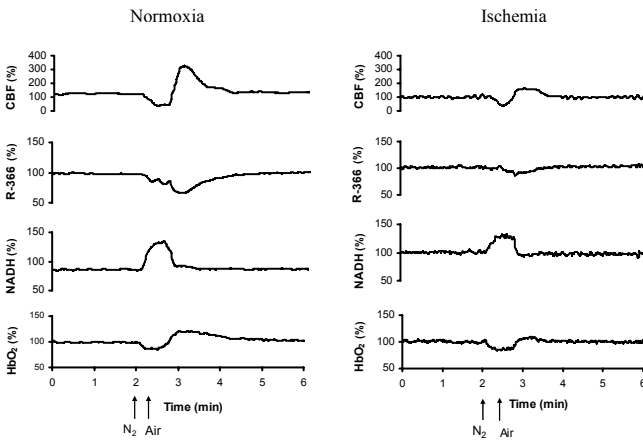 Normoxia
CBF (%)
400
300
200
100
0
R-366 (%)
150
100
50
NADH (%)
150
100
50
HbO₂ (%)
150
100
50
0 1 2 3 4 5 6
Time (min)
N₂ Air
Ischemia
CBF (%)
400
300
200
100
0
R-366 (%)
150
100
50
NADH (%)
150
100
50
HbO₂ (%)
150
100
50
0 1 2 3 4 5 6
Time (min)
N₂ Air